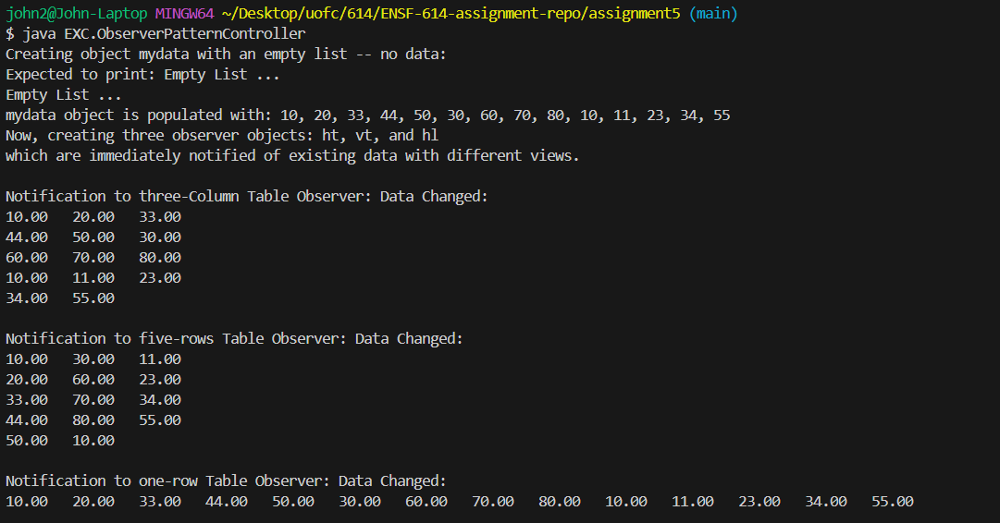 john2@John-Laptop MINGW64 ~/Desktop/uofc/614/ENSF-614-assignment-repo/assignment5 (main)
$ java EXC.ObserverPatternController
Creating object mydata with an empty list -- no data:
Expected to print: Empty List ...
Empty List ...
mydata object is populated with: 10, 20, 33, 44, 50, 30, 60, 70, 80, 10, 11, 23, 34, 55
Now, creating three observer objects: ht, vt, and hl
which are immediately notified of existing data with different views.

Notification to three-Column Table Observer: Data Changed:
10.00   20.00   33.00
44.00   50.00   30.00
60.00   70.00   80.00
10.00   11.00   23.00
34.00   55.00

Notification to five-rows Table Observer: Data Changed:
10.00   30.00   11.00
20.00   60.00   23.00
33.00   70.00   34.00
44.00   80.00   55.00
50.00   10.00

Notification to one-row Table Observer: Data Changed:
10.00   20.00   33.00   44.00   50.00   30.00   60.00   70.00   80.00   10.00   11.00   23.00   34.00   55.00